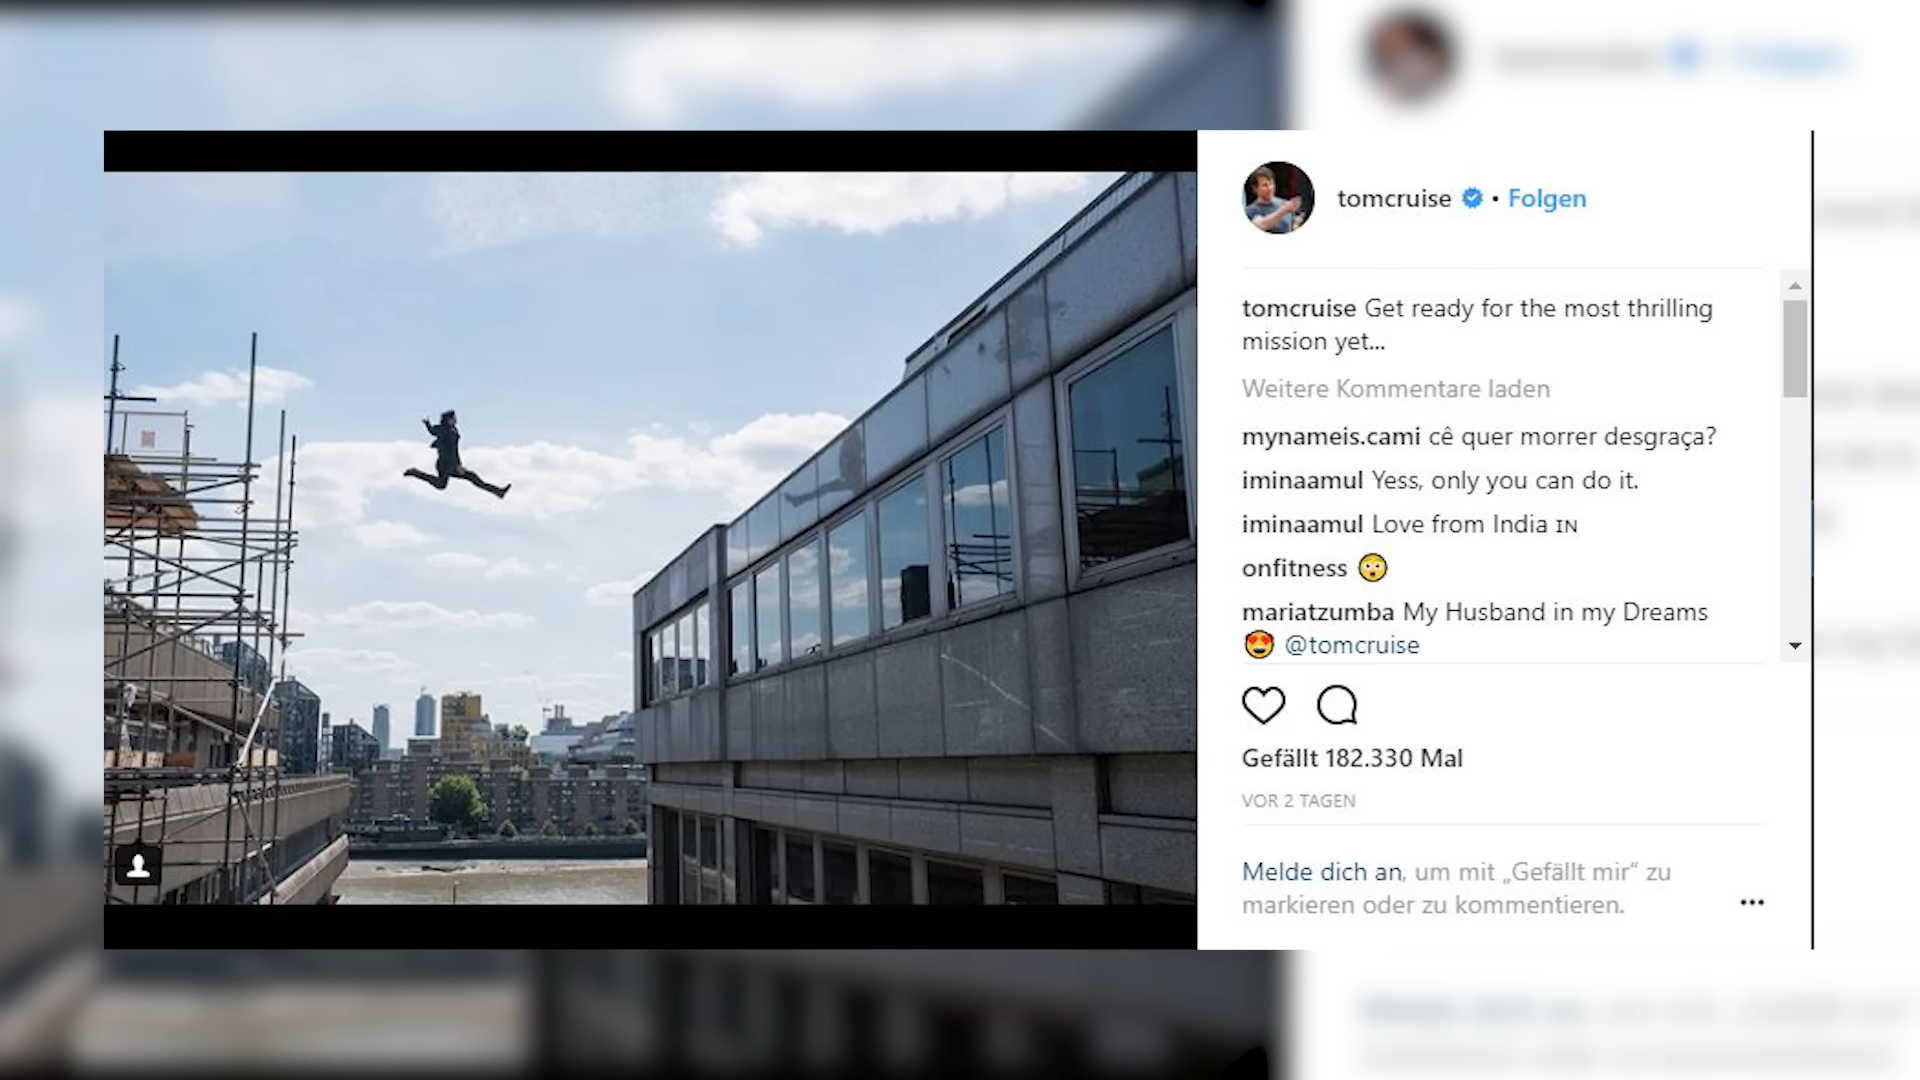 tomcruise • Folgen
tomcruise Get ready for the most thrilling
mission yet...
Weitere Kommentare laden
mynameis.cami cê quer morrer desgraça?
iminaamul Yess, only you can do it.
iminaamul Love from India IN
onfitness 😳
mariatzumba My Husband in my Dreams
😍 @tomcruise
Gefällt 182.330 Mal
VOR 2 TAGEN
Melde dich an, um mit „Gefällt mir“ zu
markieren oder zu kommentieren.